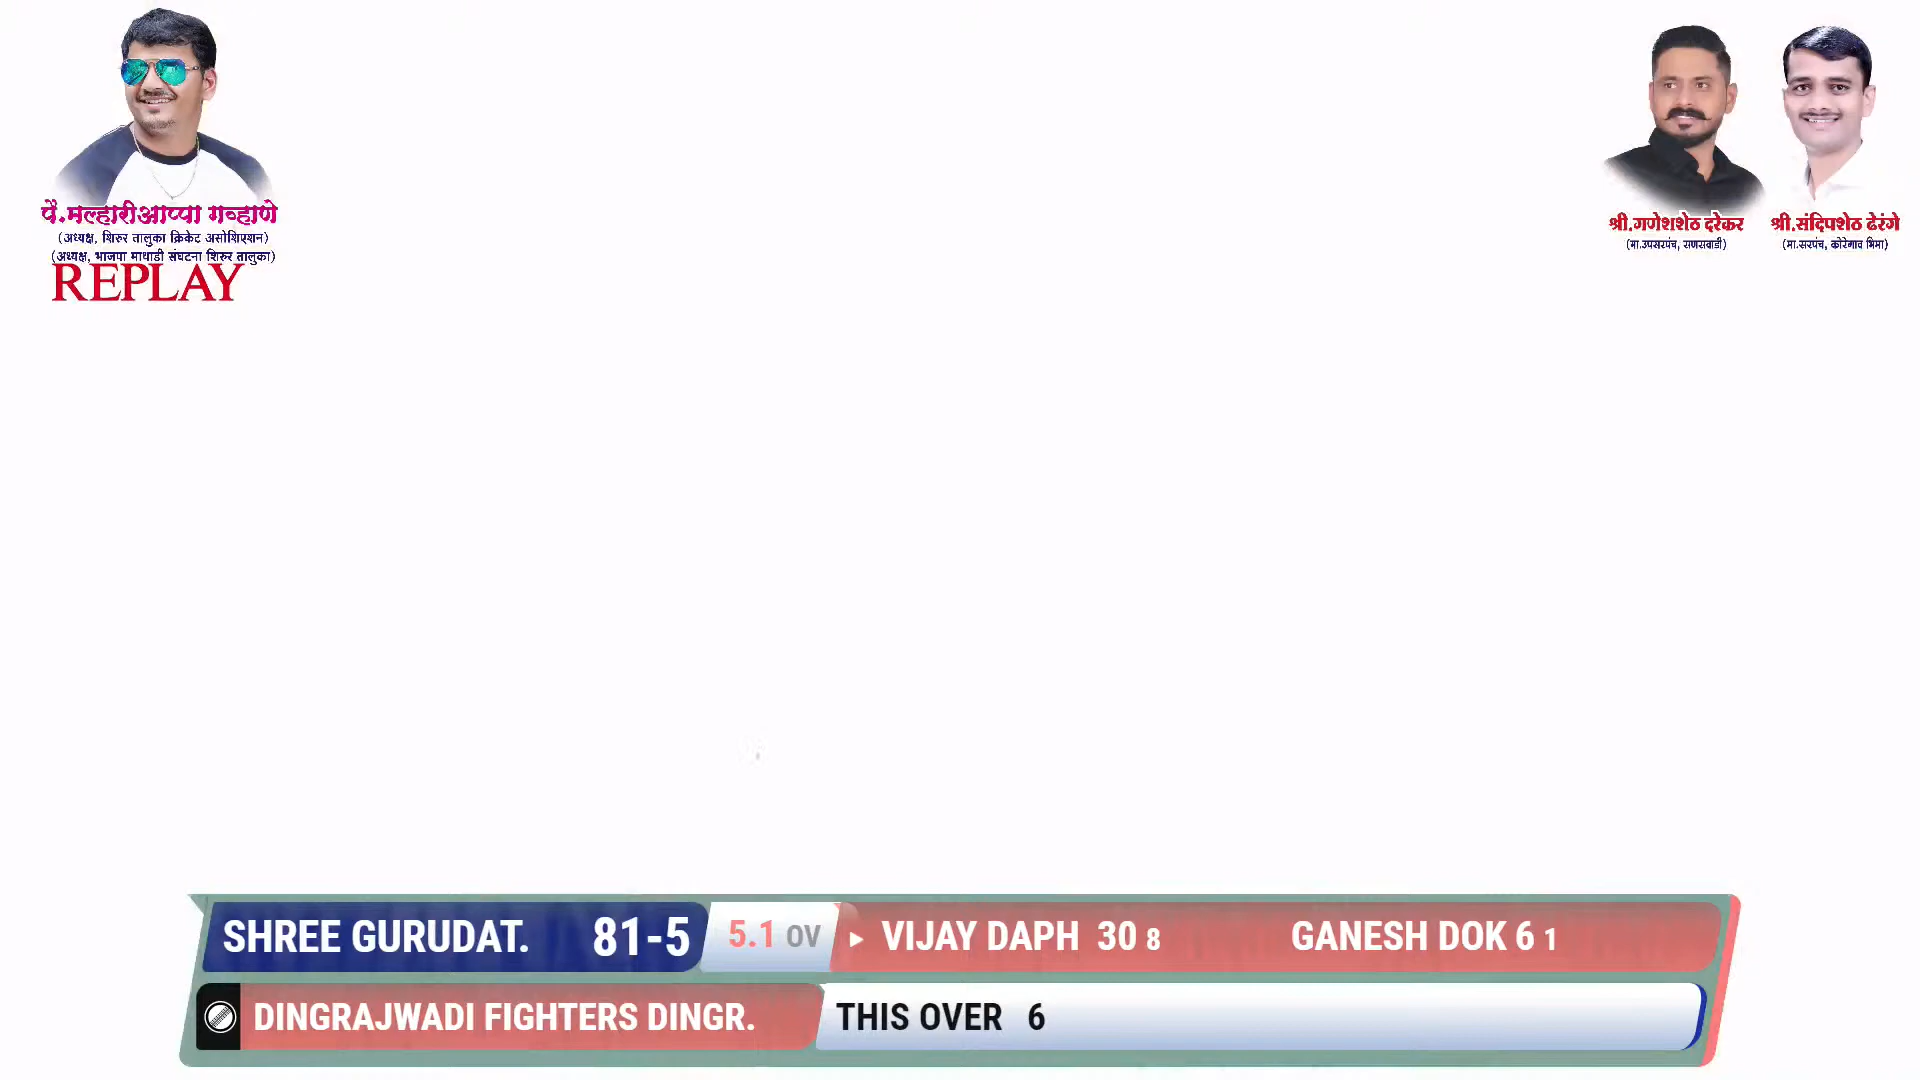 पै.मल्हारीआप्पा गव्हाणे
(अध्यक्ष, शिरुर तालुका क्रिकेट असोशिएशन)
(अध्यक्ष, भाजपा माथाडी संघटना शिरुर तालुका)
REPLAY
श्री.गणेशशेठ दरेकर
(मा.उपसरपंच, सणसवाडी)
श्री.संदिपशेठ ढेरंगे
(मा.सरपंच, कोरेगाव भिमा)
SHREE GURUDAT. 81-5 5.1 OV VIJAY DAPH 30 8 GANESH DOK 6 1
DINGRAJWADI FIGHTERS DINGR. THIS OVER 6